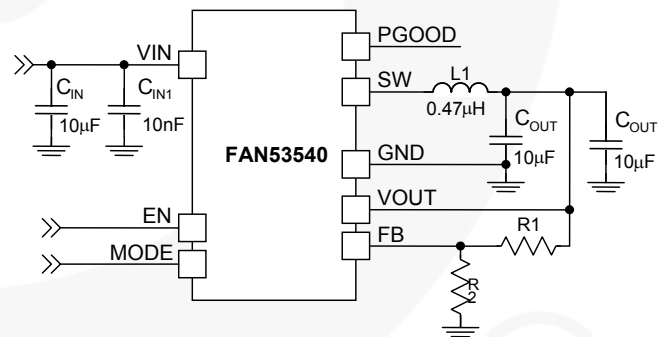 PGOOD
VIN
SW
L1
0.47µH
C_IN
10µF
C_IN1
10nF
C_OUT
10µF
C_OUT
10µF
FAN53540
GND
VOUT
EN
R1
FB
MODE
R
2